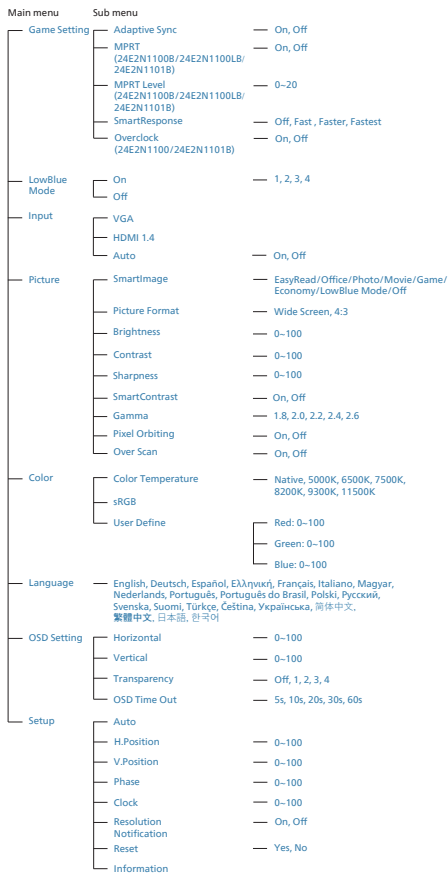 Main menu Sub menu
Game Setting Adaptive Sync On, Off
MPRT On, Off
(24E2N1100B/24E2N1100LB/
24E2N1101B)
MPRT Level 0~20
(24E2N1100B/24E2N1100LB/
24E2N1101B)
SmartResponse Off, Fast , Faster, Fastest
Overclock On, Off
(24E2N1100/24E2N1101B)
LowBlue On 1, 2, 3, 4
Mode
Off
Input VGA
HDMI 1.4
Auto On, Off
Picture SmartImage EasyRead/Office/Photo/Movie/Game/
Economy/LowBlue Mode/Off
Picture Format Wide Screen, 4:3
Brightness 0~100
Contrast 0~100
Sharpness 0~100
SmartContrast On, Off
Gamma 1.8, 2.0, 2.2, 2.4, 2.6
Pixel Orbiting On, Off
Over Scan On, Off
Color Color Temperature Native, 5000K, 6500K, 7500K,
8200K, 9300K, 11500K
sRGB
User Define Red: 0~100
Green: 0~100
Blue: 0~100
Language English, Deutsch, Español, Ελληνική, Français, Italiano, Magyar,
Nederlands, Português, Português do Brasil, Polski, Русский,
Svenska, Suomi, Türkçe, Čeština, Українська, 简体中文,
繁體中文, 日本語, 한국어
OSD Setting Horizontal 0~100
Vertical 0~100
Transparency Off, 1, 2, 3, 4
OSD Time Out 5s, 10s, 20s, 30s, 60s
Setup Auto
H.Position 0~100
V.Position 0~100
Phase 0~100
Clock 0~100
Resolution On, Off
Notification
Reset Yes, No
Information